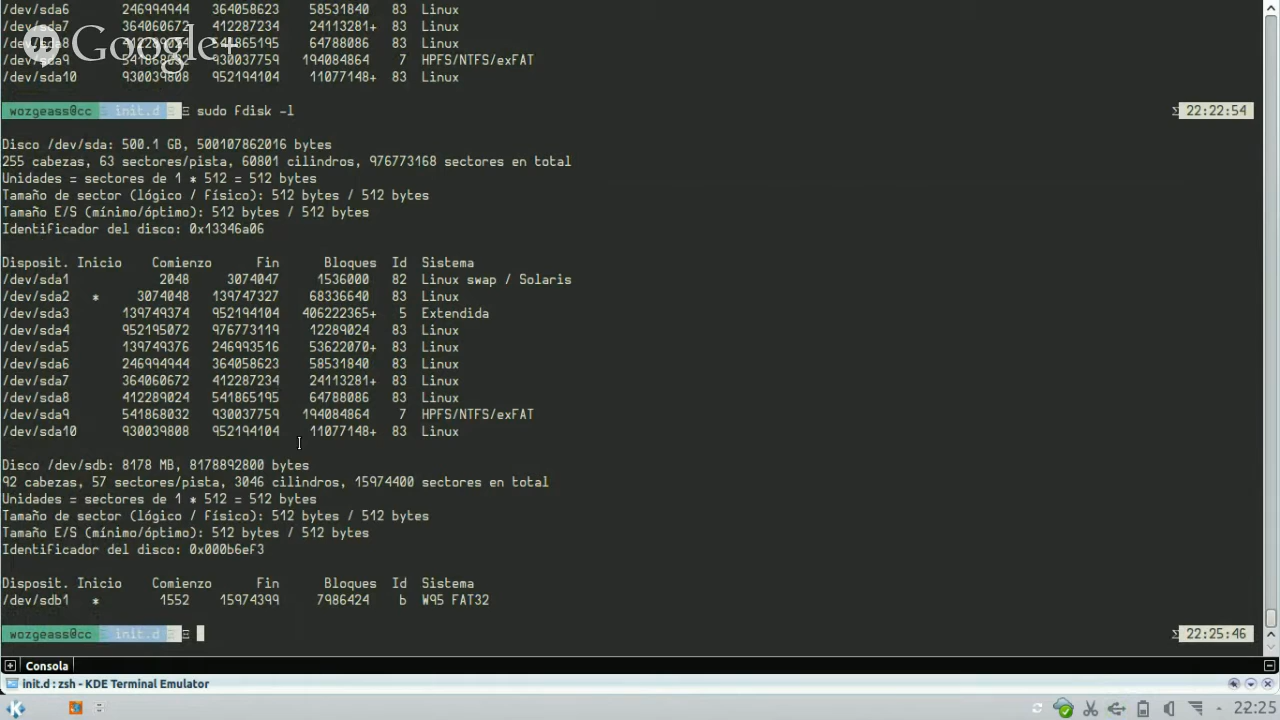 /dev/sda6 246994944 364058623 58531840 83 Linux
/dev/sda7 364060672 412287234 24113281+ 83 Linux
/dev/sda8 412289024 541865195 64788086 83 Linux
/dev/sda9 541868032 930037759 194084864 7 HPFS/NTFS/exFAT
/dev/sda10 930039808 952194104 11077148+ 83 Linux
Google+
wozgeass@cc init.d sudo fdisk -l 22:22:54
Disco /dev/sda: 500.1 GB, 500107862016 bytes
255 cabezas, 63 sectores/pista, 60801 cilindros, 976773168 sectores en total
Unidades = sectores de 1 * 512 = 512 bytes
Tamaño de sector (lógico / físico): 512 bytes / 512 bytes
Tamaño E/S (mínimo/óptimo): 512 bytes / 512 bytes
Identificador del disco: 0x13346a06
Disposit. Inicio Comienzo Fin Bloques Id Sistema
/dev/sda1 2048 3074047 1536000 82 Linux swap / Solaris
/dev/sda2 * 3074048 139747327 68336640 83 Linux
/dev/sda3 139749374 952194104 406222365+ 5 Extendida
/dev/sda4 952195072 976773119 12289024 83 Linux
/dev/sda5 139749376 246993516 53622070+ 83 Linux
/dev/sda6 246994944 364058623 58531840 83 Linux
/dev/sda7 364060672 412287234 24113281+ 83 Linux
/dev/sda8 412289024 541865195 64788086 83 Linux
/dev/sda9 541868032 930037759 194084864 7 HPFS/NTFS/exFAT
/dev/sda10 930039808 952194104 11077148+ 83 Linux
Disco /dev/sdb: 8178 MB, 8178892800 bytes
92 cabezas, 57 sectores/pista, 3046 cilindros, 15974400 sectores en total
Unidades = sectores de 1 * 512 = 512 bytes
Tamaño de sector (lógico / físico): 512 bytes / 512 bytes
Tamaño E/S (mínimo/óptimo): 512 bytes / 512 bytes
Identificador del disco: 0x000b6ef3
Disposit. Inicio Comienzo Fin Bloques Id Sistema
/dev/sdb1 * 1552 15974399 7986424 b W95 FAT32
wozgeass@cc init.d 22:25:46
Consola
init.d : zsh - KDE Terminal Emulator
22:25